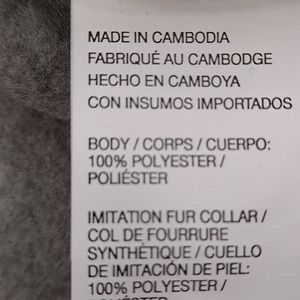 MADE IN CAMBODIA
FABRIQUÉ AU CAMBODGE
HECHO EN CAMBOYA
CON INSUMOS IMPORTADOS
BODY / CORPS / CUERPO:
100% POLYESTER /
POLIÉSTER
IMITATION FUR COLLAR /
COL DE FOURRURE
SYNTHÉTIQUE / CUELLO
DE IMITACIÓN DE PIEL:
100% POLYESTER /
POLIÉSTER